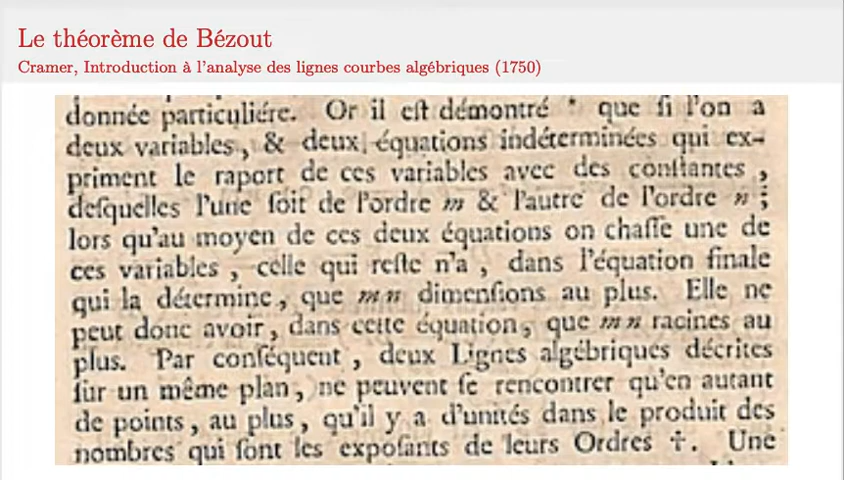 Le théorème de Bézout
Cramer, Introduction à l'analyse des lignes courbes algébriques (1750)
donnée particuliére. Or il eſt démontré * que ſi l'on a
deux variables, & deux équations indéterminées qui ex-
priment le raport de ces variables avec des conſtantes,
deſquelles l'une ſoit de l'ordre m & l'autre de l'ordre n;
lors qu'au moyen de ces deux équations on chaſſe une de
ces variables, celle qui reſte n'a, dans l'équation finale
qui la détermine, que mn dimenſions au plus. Elle ne
peut donc avoir, dans cette équation, que mn racines au
plus. Par conſéquent, deux Lignes algébriques décrites
ſur un même plan, ne peuvent ſe rencontrer qu'en autant
de points, au plus, qu'il y a d'unités dans le produit des
nombres qui ſont les expoſants de leurs Ordres †. Une